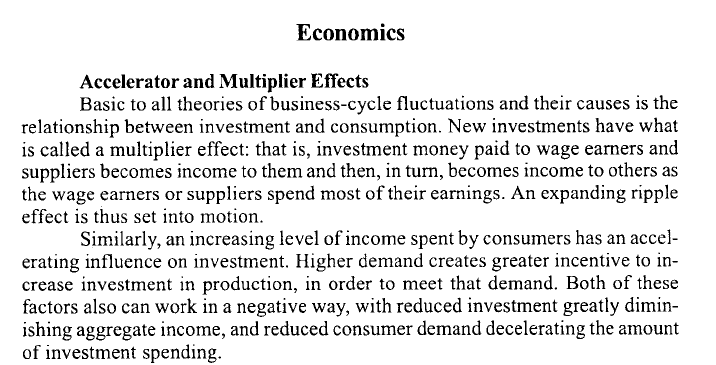 Economics
Accelerator and Multiplier Effects
Basic to all theories of business-cycle fluctuations and their causes is the
relationship between investment and consumption. New investments have what
is called a multiplier effect: that is, investment money paid to wage earners and
suppliers becomes income to them and then, in turn, becomes income to others as
the wage earners or suppliers spend most of their earnings. An expanding ripple
effect is thus set into motion.
Similarly, an increasing level of income spent by consumers has an accel-
erating influence on investment. Higher demand creates greater incentive to in-
crease investment in production, in order to meet that demand. Both of these
factors also can work in a negative way, with reduced investment greatly dimin-
ishing aggregate income, and reduced consumer demand decelerating the amount
of investment spending.